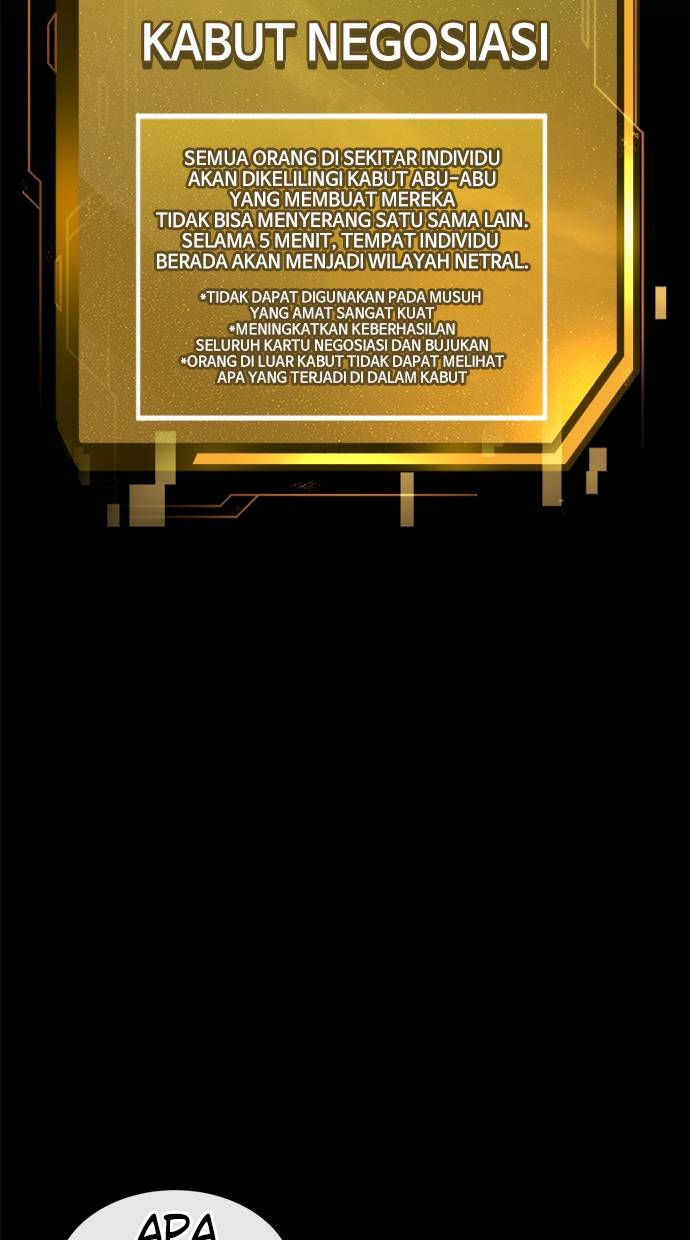 KABUT NEGOSIASI
SEMUA ORANG DI SEKITAR INDIVIDU
AKAN DIKELILINGI KABUT ABU-ABU
YANG MEMBUAT MEREKA
TIDAK BISA MENYERANG SATU SAMA LAIN.
SELAMA 5 MENIT, TEMPAT INDIVIDU
BERADA AKAN MENJADI WILAYAH NETRAL.
*TIDAK DAPAT DIGUNAKAN PADA MUSUH
YANG AMAT SANGAT KUAT
*MENINGKATKAN KEBERHASILAN
SELURUH KARTU NEGOSIASI DAN BUJUKAN
*ORANG DI LUAR KABUT TIDAK DAPAT MELIHAT
APA YANG TERJADI DI DALAM KABUT
APA